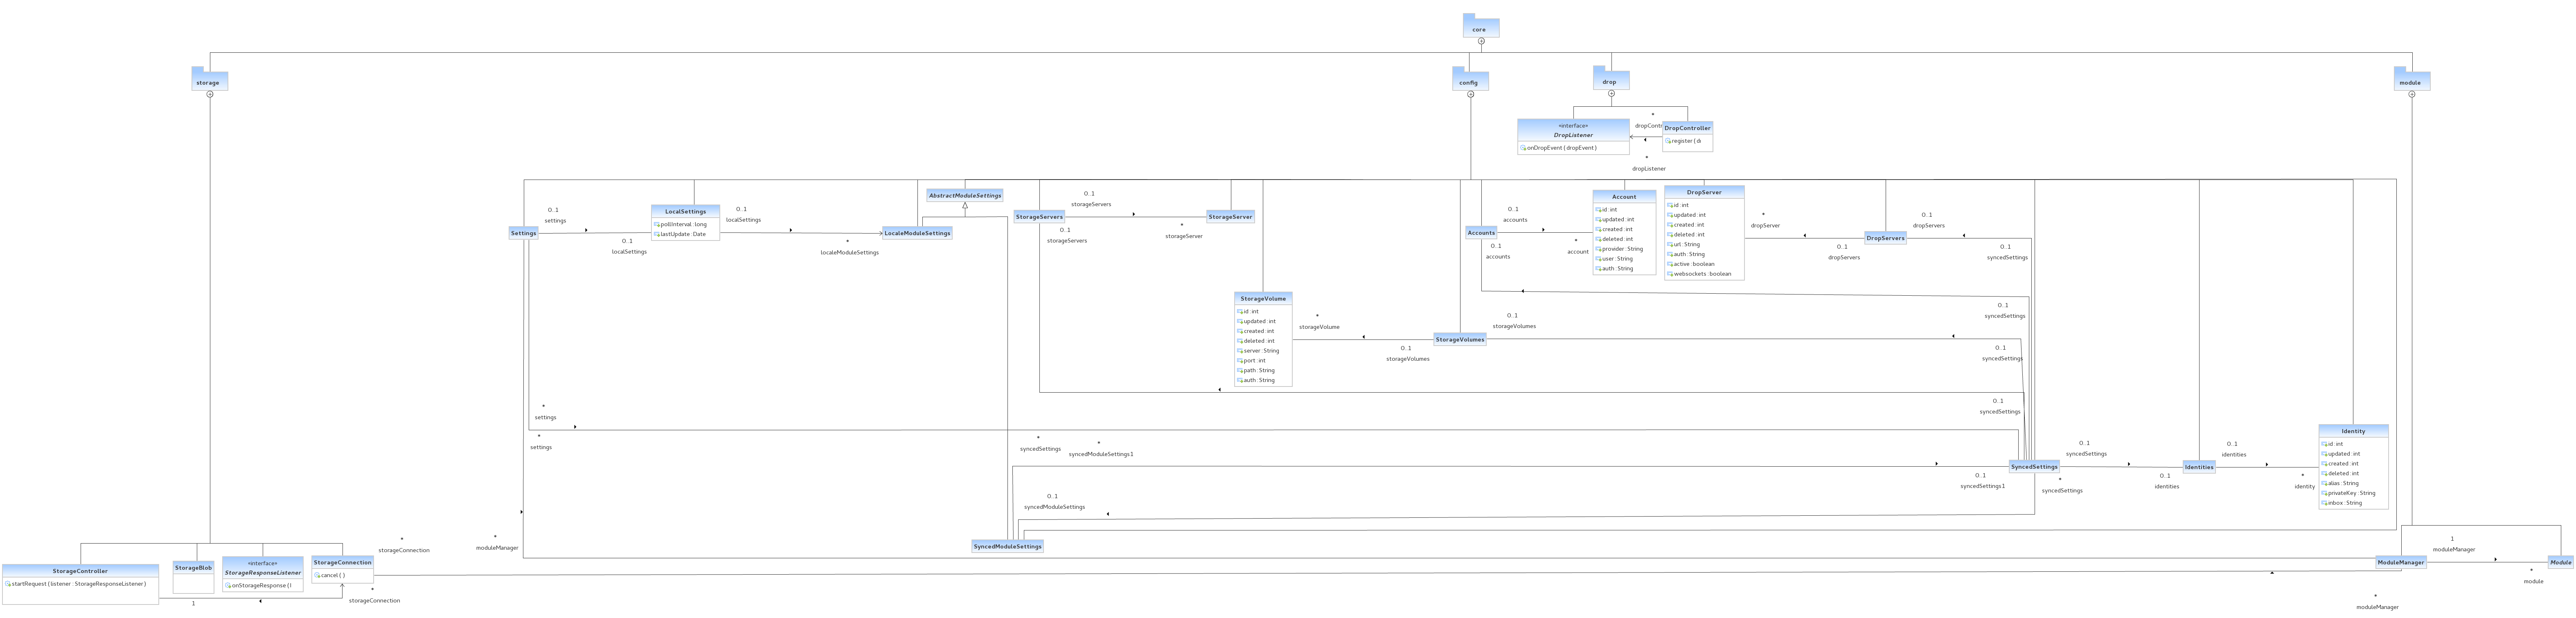 core
storage
config
drop
module
«interface»
DropListener
onDropEvent ( dropEvent )
*
dropContr
DropController
register ( di
*
dropListener
Settings
0..1
settings
0..1
localSettings
LocalSettings
pollInterval : long
lastUpdate : Date
0..1
localSettings
*
localeModuleSettings
LocaleModuleSettings
AbstractModuleSettings
StorageServers
0..1
storageServers
0..1
storageServers
*
storageServer
StorageServer
Accounts
0..1
accounts
0..1
accounts
*
account
Account
id : int
updated : int
created : int
deleted : int
provider : String
user : String
auth : String
DropServer
id : int
updated : int
created : int
deleted : int
url : String
auth : String
active : boolean
websockets : boolean
*
dropServer
0..1
dropServers
DropServers
0..1
dropServers
0..1
syncedSettings
StorageVolume
id : int
updated : int
created : int
deleted : int
server : String
port : int
path : String
auth : String
*
storageVolume
0..1
storageVolumes
StorageVolumes
0..1
storageVolumes
0..1
syncedSettings
0..1
syncedSettings
0..1
syncedSettings
*
settings
*
settings
*
syncedSettings
*
syncedModuleSettings1
0..1
syncedModuleSettings
SyncedSettings
0..1
syncedSettings1
0..1
syncedSettings
*
syncedSettings
0..1
identities
Identities
0..1
identities
*
identity
Identity
id : int
updated : int
created : int
deleted : int
alias : String
privateKey : String
inbox : String
SyncedModuleSettings
StorageController
startRequest ( listener : StorageResponseListener )
1
StorageBlob
«interface»
StorageResponseListener
onStorageResponse (
StorageConnection
cancel ( )
*
storageConnection
*
storageConnection
*
moduleManager
ModuleManager
1
moduleManager
*
module
Module
*
moduleManager